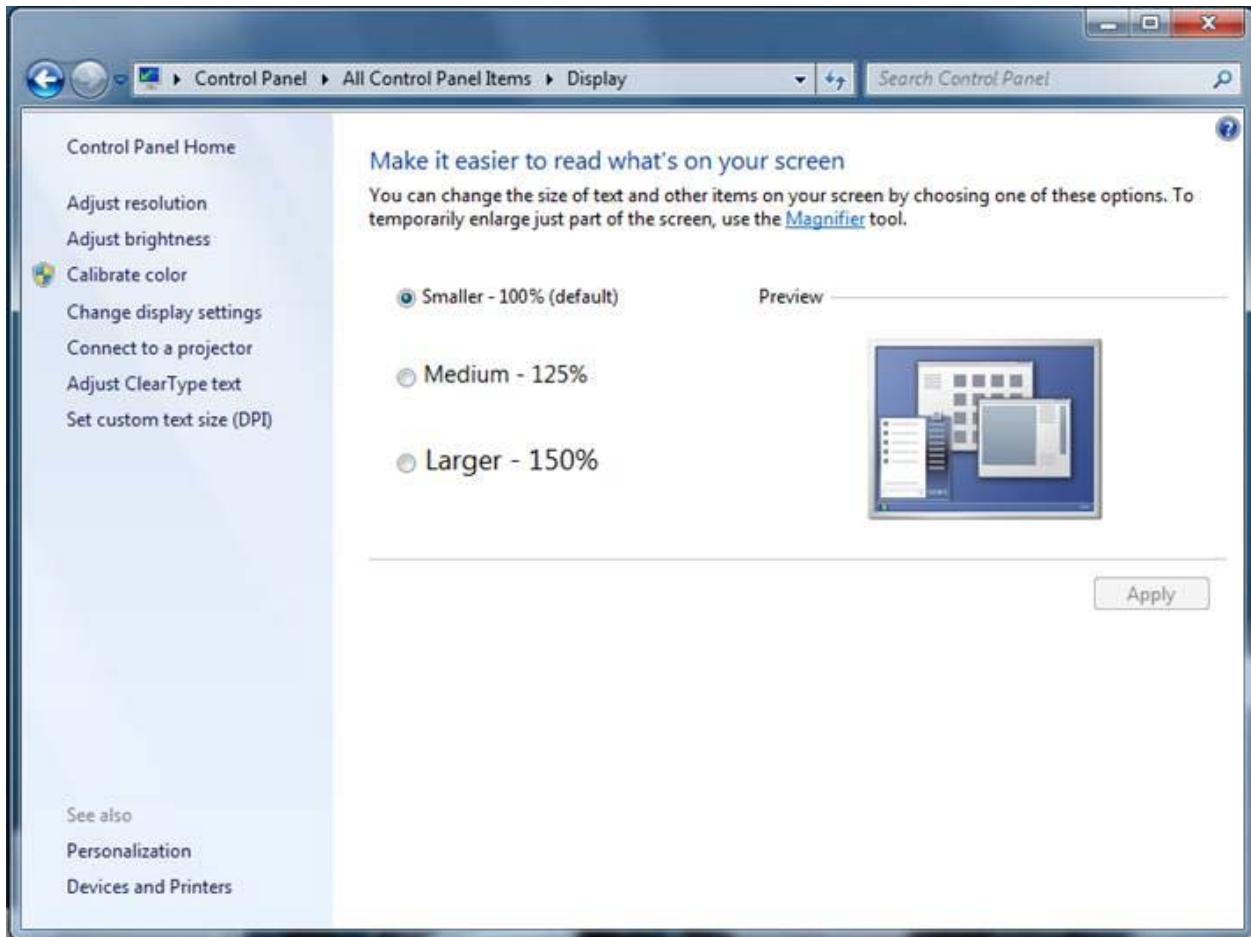 Control Panel ▸ All Control Panel Items ▸ Display
Search Control Panel
Control Panel Home
Adjust resolution
Adjust brightness
Calibrate color
Change display settings
Connect to a projector
Adjust ClearType text
Set custom text size (DPI)
See also
Personalization
Devices and Printers
Make it easier to read what's on your screen
You can change the size of text and other items on your screen by choosing one of these options. To
temporarily enlarge just part of the screen, use the Magnifier tool.
Smaller - 100% (default)
Medium - 125%
Larger - 150%
Preview
Apply